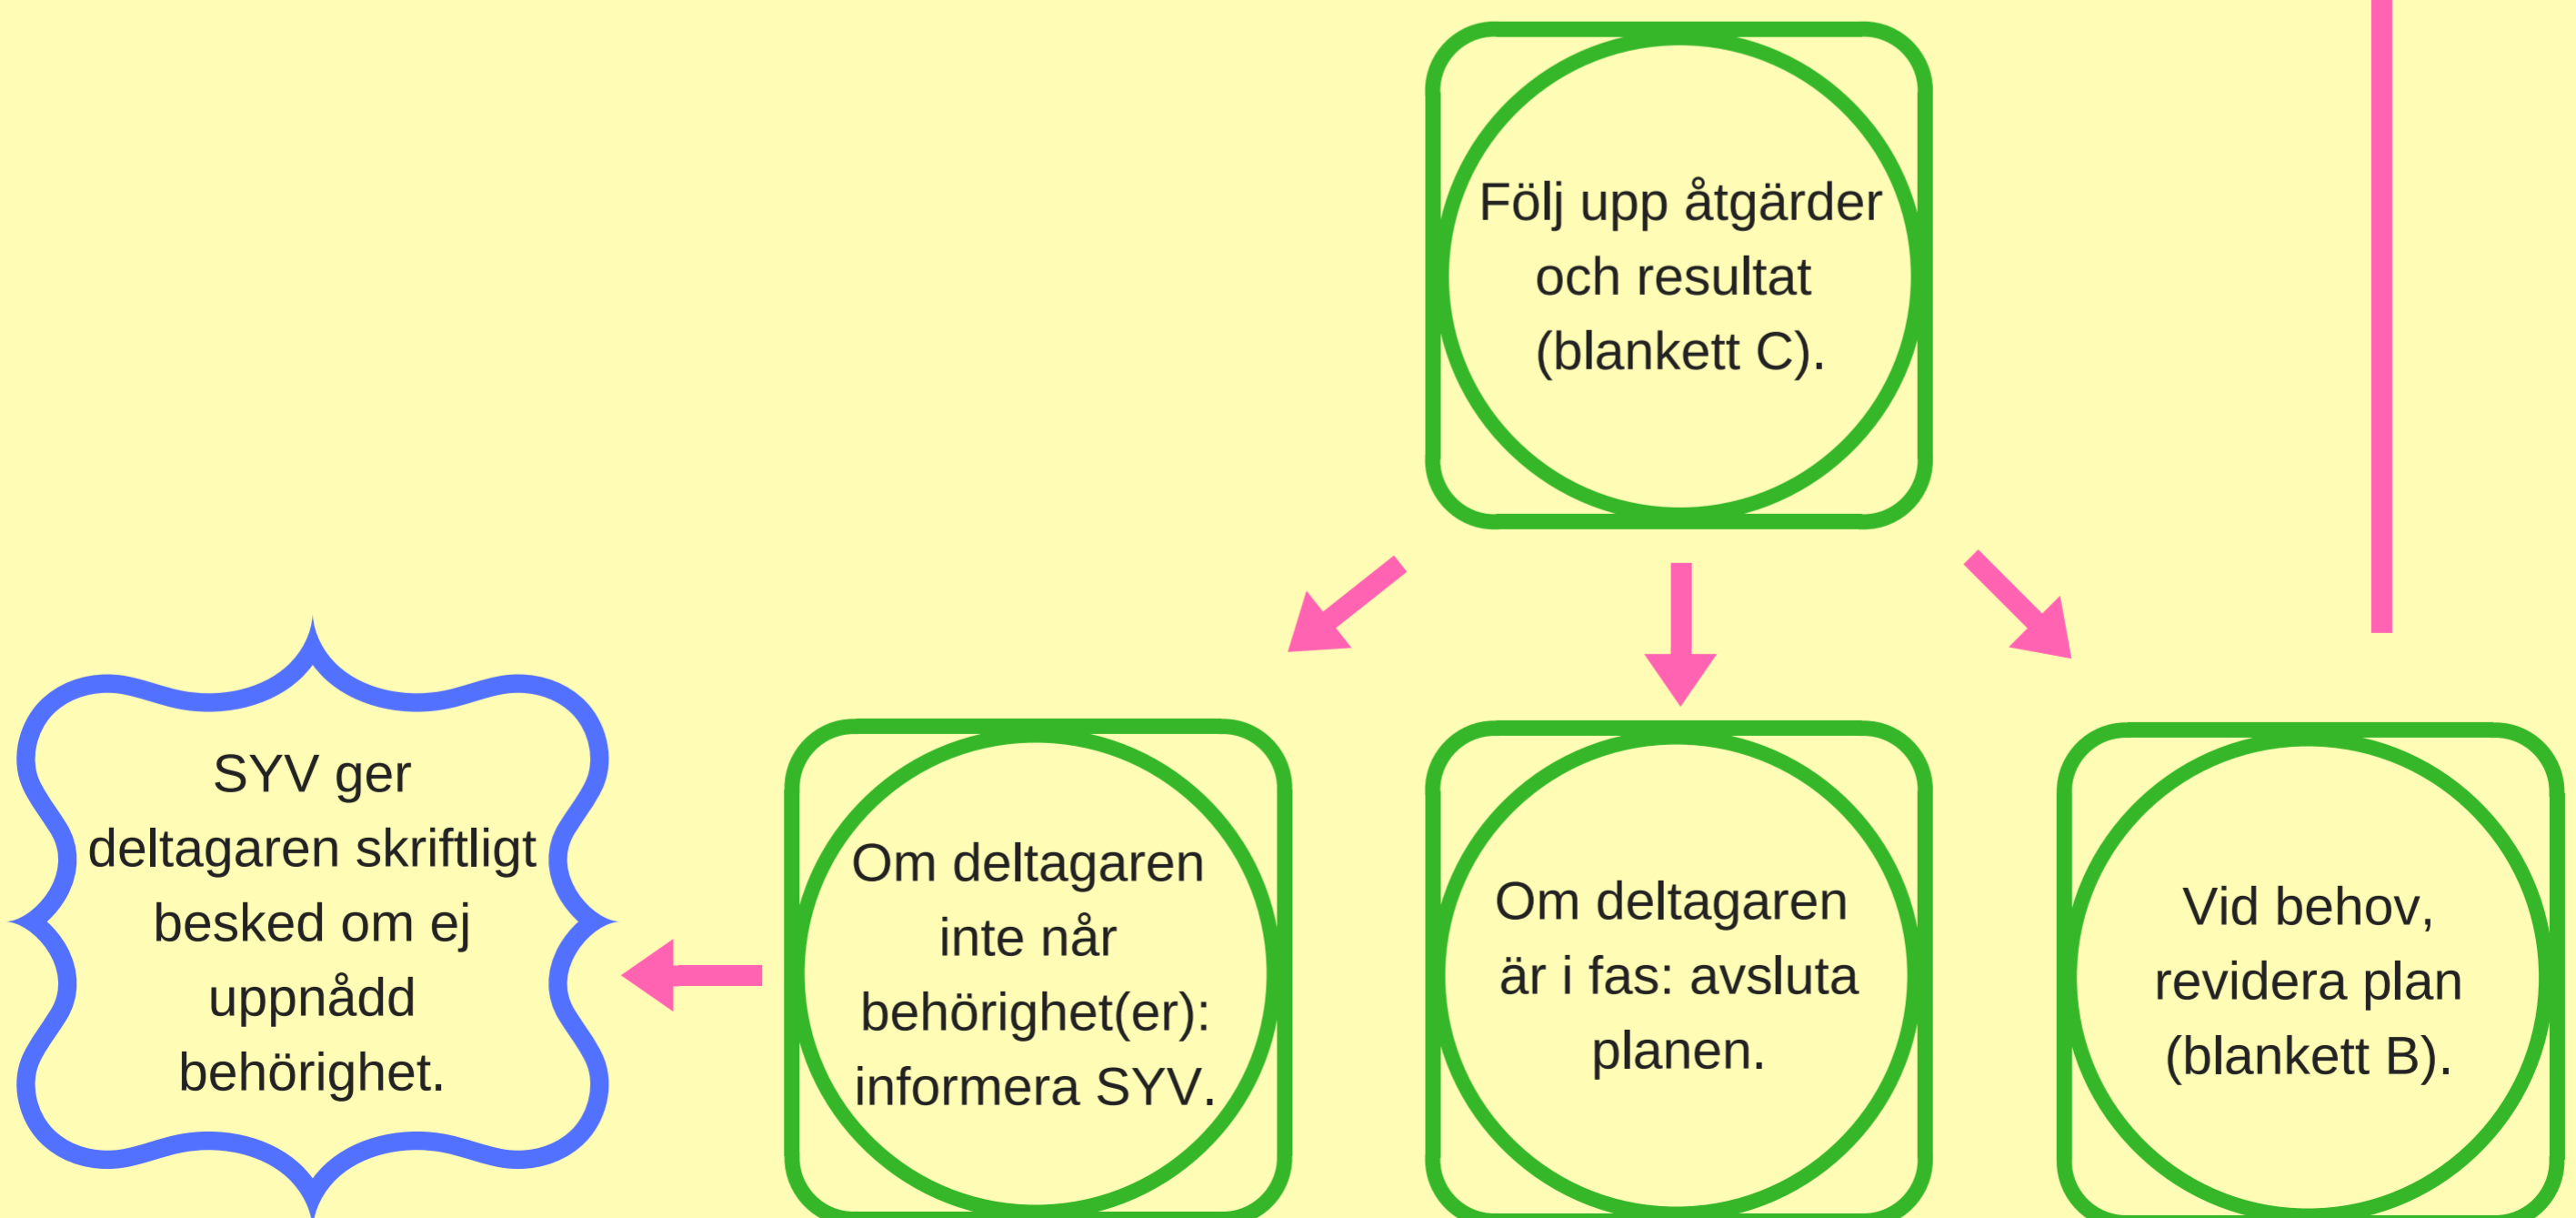 Följ upp åtgärder
och resultat
(blankett C).
SYV ger
deltagaren skriftligt
besked om ej
uppnådd
behörighet.
Om deltagaren
inte når
behörighet(er):
informera SYV.
Om deltagaren
är i fas: avsluta
planen.
Vid behov,
revidera plan
(blankett B).